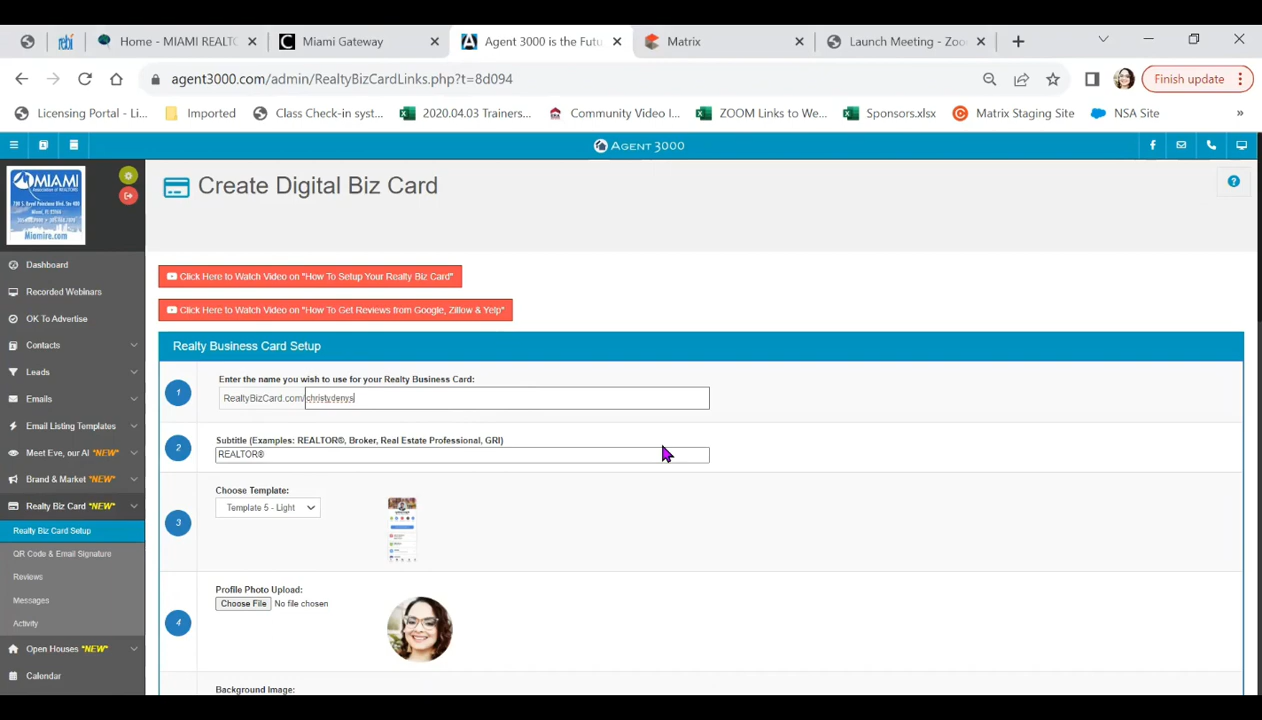 rebi
Home - MIAMI REALTO
Miami Gateway
Agent 3000 is the Futu
Matrix
Launch Meeting - Zoo
agent3000.com/admin/RealtyBizCardLinks.php?t=8d094
Finish update
Licensing Portal - Li...
Imported
Class Check-in syst...
2020.04.03 Trainers...
Community Video I...
ZOOM Links to We...
Sponsors.xlsx
Matrix Staging Site
NSA Site
»
AGENT 3000
MIAMI
Miamire.com
Create Digital Biz Card
?
Click Here to Watch Video on "How To Setup Your Realty Biz Card"
Click Here to Watch Video on "How To Get Reviews from Google, Zillow & Yelp"
Dashboard
Recorded Webinars
OK To Advertise
Contacts
Leads
Emails
Email Listing Templates
Meet Eve, our AI *NEW*
Brand & Market *NEW*
Realty Biz Card *NEW*
Realty Biz Card Setup
QR Code & Email Signature
Reviews
Messages
Activity
Open Houses *NEW*
Calendar
Realty Business Card Setup
1
Enter the name you wish to use for your Realty Business Card:
RealtyBizCard.com/christydenys
2
Subtitle (Examples: REALTOR®, Broker, Real Estate Professional, GRI)
REALTOR®
3
Choose Template:
Template 5 - Light
4
Profile Photo Upload:
Choose File No file chosen
Background Image: